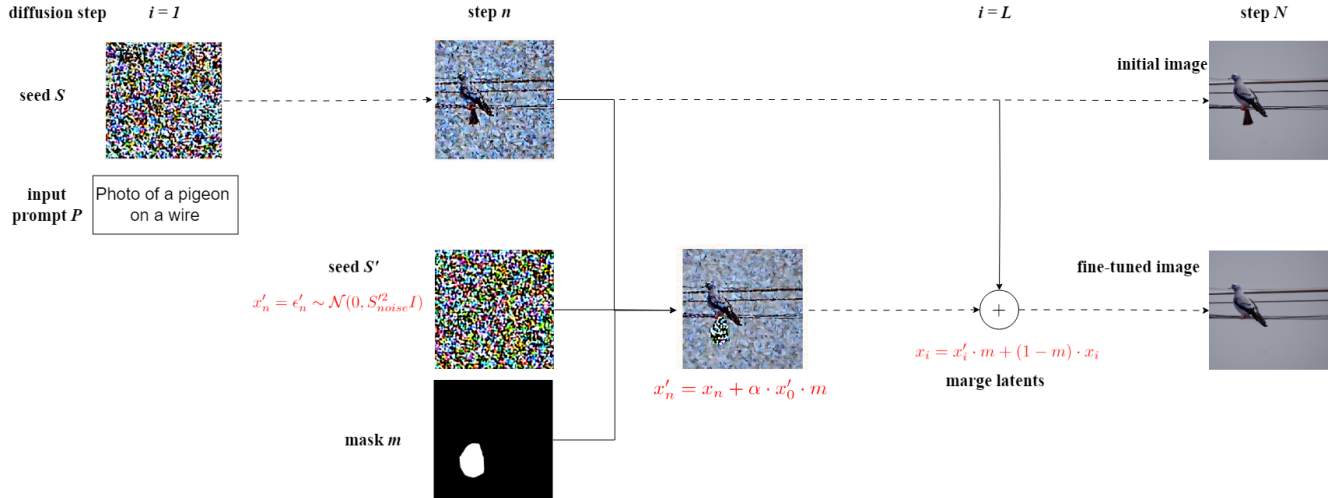 diffusion step
i = 1
step n
i = L
step N
seed S
initial image
input
prompt P
Photo of a pigeon
on a wire
seed S′
x′ₙ = ϵ′ₙ ∼ 𝒩(0, S′²ₙₒᵢₛₑI)
fine-tuned image
+
x′ₙ = xₙ + α · x′₀ · m
xᵢ = x′ᵢ · m + (1 − m) · xᵢ
marge latents
mask m